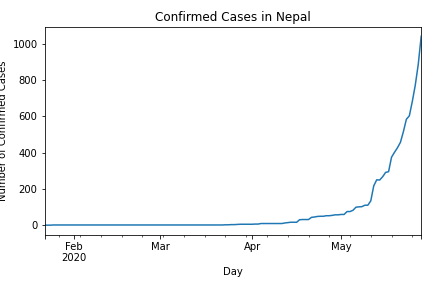 Confirmed Cases in Nepal
1000
800
600
400
200
0
Number of Confirmed Cases
Feb
2020
Mar
Apr
May
Day